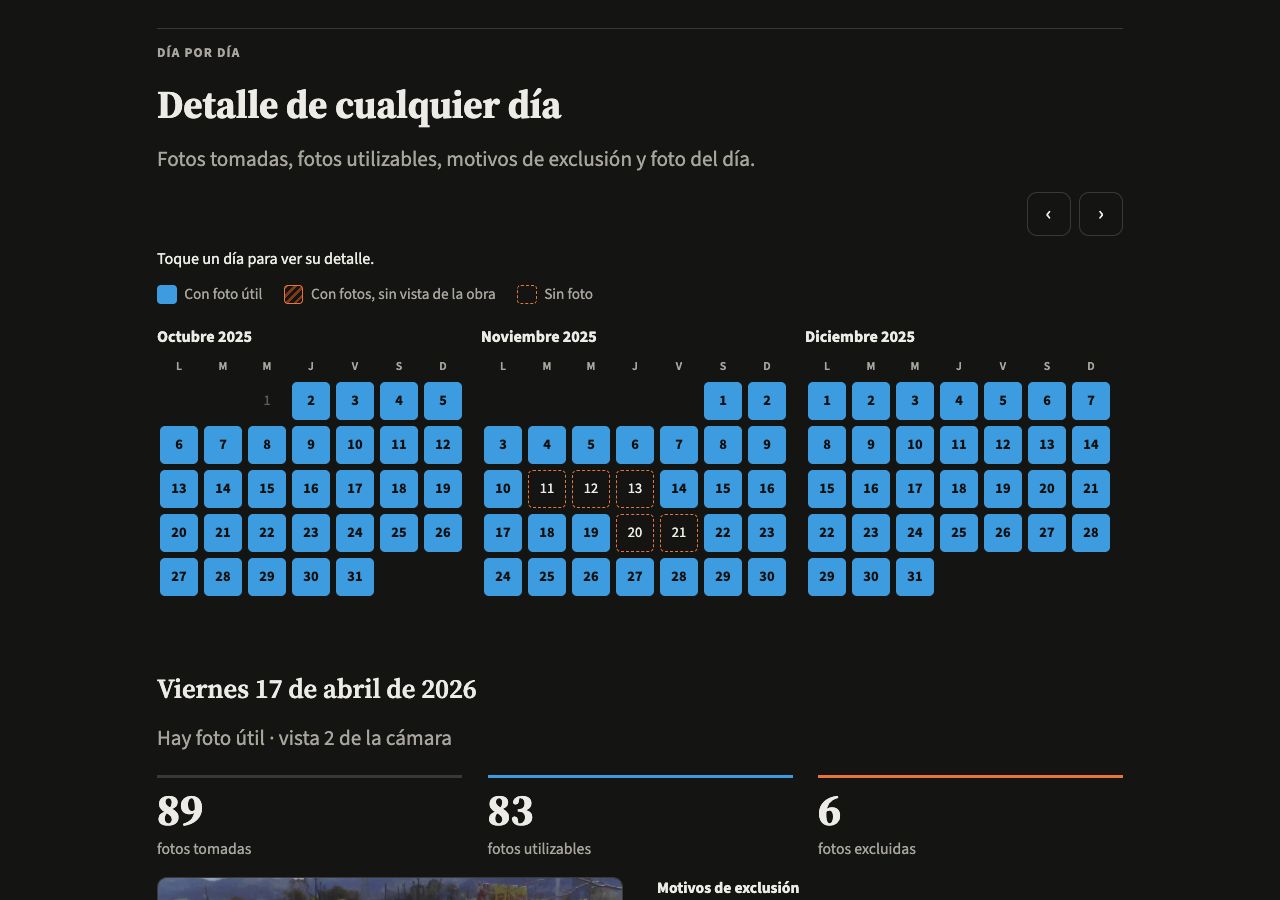 DÍA POR DÍA
Detalle de cualquier día
Fotos tomadas, fotos utilizables, motivos de exclusión y foto del día.
‹ ›
Toque un día para ver su detalle.
Con foto útil Con fotos, sin vista de la obra Sin foto
Octubre 2025
L M M J V S D
1 2 3 4 5
6 7 8 9 10 11 12
13 14 15 16 17 18 19
20 21 22 23 24 25 26
27 28 29 30 31
Noviembre 2025
L M M J V S D
1 2
3 4 5 6 7 8 9
10 11 12 13 14 15 16
17 18 19 20 21 22 23
24 25 26 27 28 29 30
Diciembre 2025
L M M J V S D
1 2 3 4 5 6 7
8 9 10 11 12 13 14
15 16 17 18 19 20 21
22 23 24 25 26 27 28
29 30 31
Viernes 17 de abril de 2026
Hay foto útil · vista 2 de la cámara
89 83 6
fotos tomadas fotos utilizables fotos excluidas
Motivos de exclusión